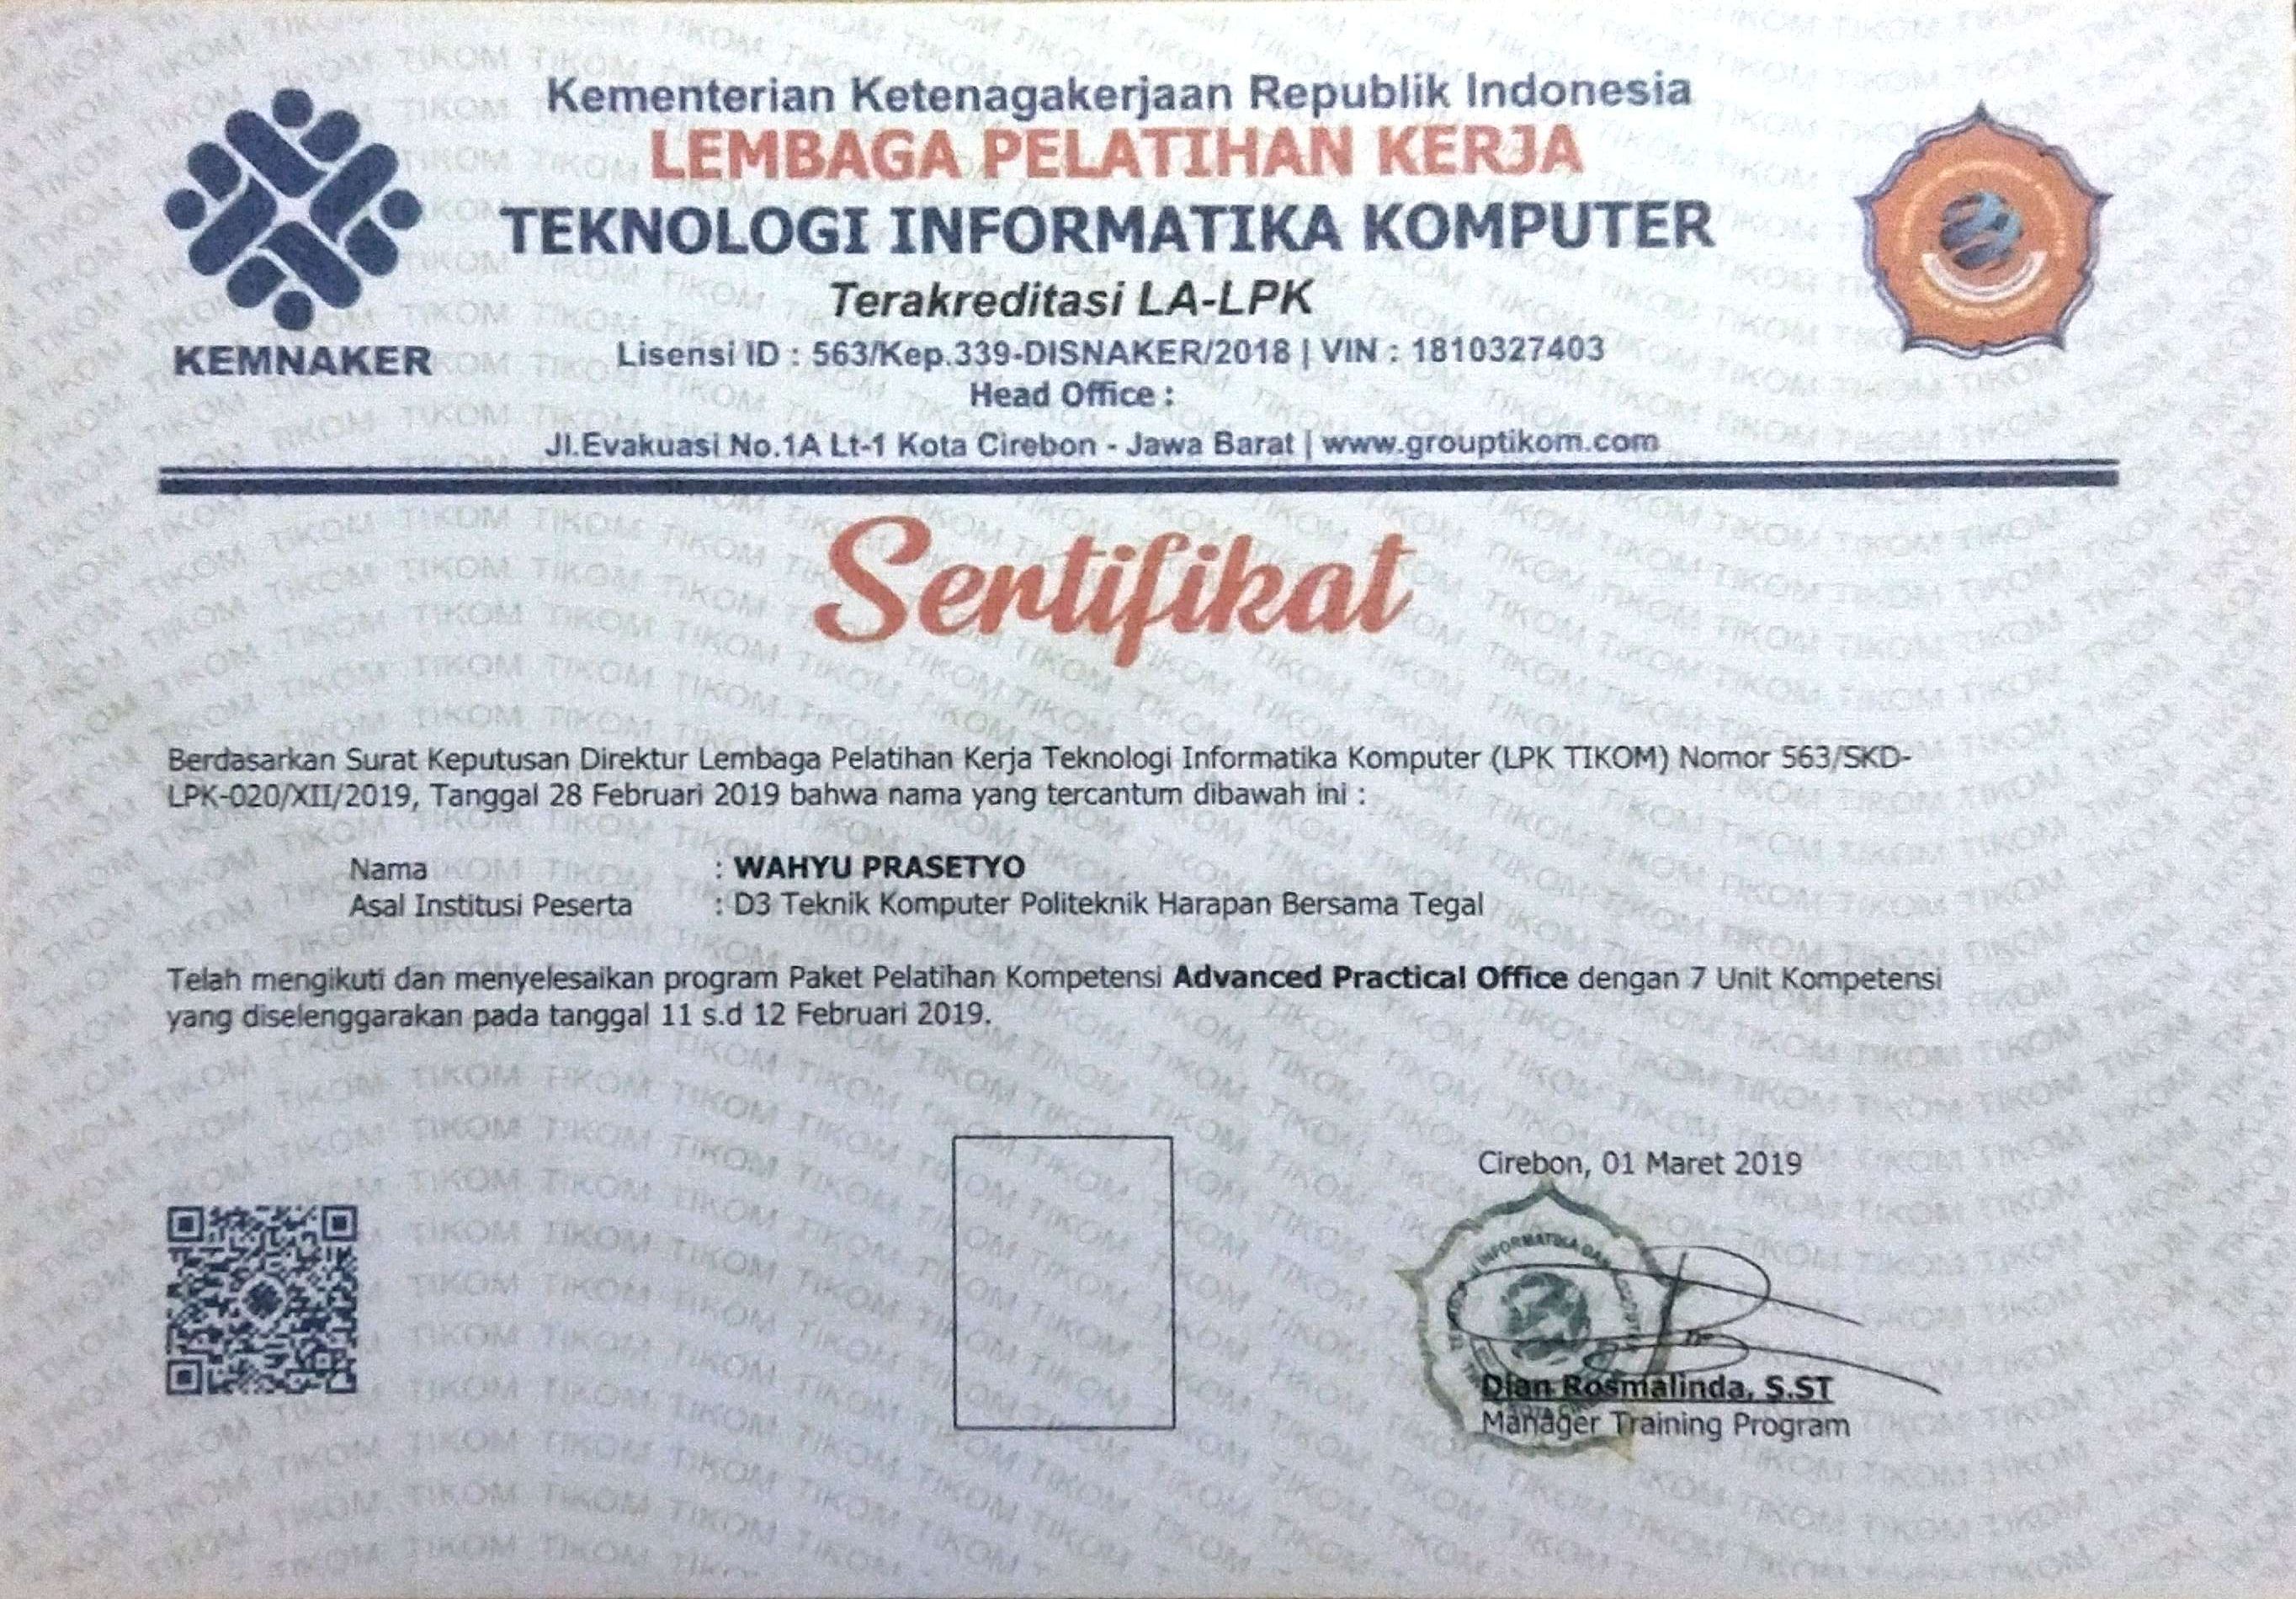 Kementerian Ketenagakerjaan Republik Indonesia
LEMBAGA PELATIHAN KERJA
TEKNOLOGI INFORMATIKA KOMPUTER
Terakreditasi LA-LPK
KEMNAKER
Lisensi ID : 563/Kep.339-DISNAKER/2018 | VIN : 1810327403
Head Office :
Jl.Evakuasi No.1A Lt-1 Kota Cirebon - Jawa Barat | www.grouptikom.com
Sertifikat
Berdasarkan Surat Keputusan Direktur Lembaga Pelatihan Kerja Teknologi Informatika Komputer (LPK TIKOM) Nomor 563/SKD-
LPK-020/XII/2019, Tanggal 28 Februari 2019 bahwa nama yang tercantum dibawah ini :
Nama : WAHYU PRASETYO
Asal Institusi Peserta : D3 Teknik Komputer Politeknik Harapan Bersama Tegal
Telah mengikuti dan menyelesaikan program Paket Pelatihan Kompetensi Advanced Practical Office dengan 7 Unit Kompetensi
yang diselenggarakan pada tanggal 11 s.d 12 Februari 2019.
Cirebon, 01 Maret 2019
INFORMATIKA DAN
Dian Rosmalinda, S.ST
Manager Training Program